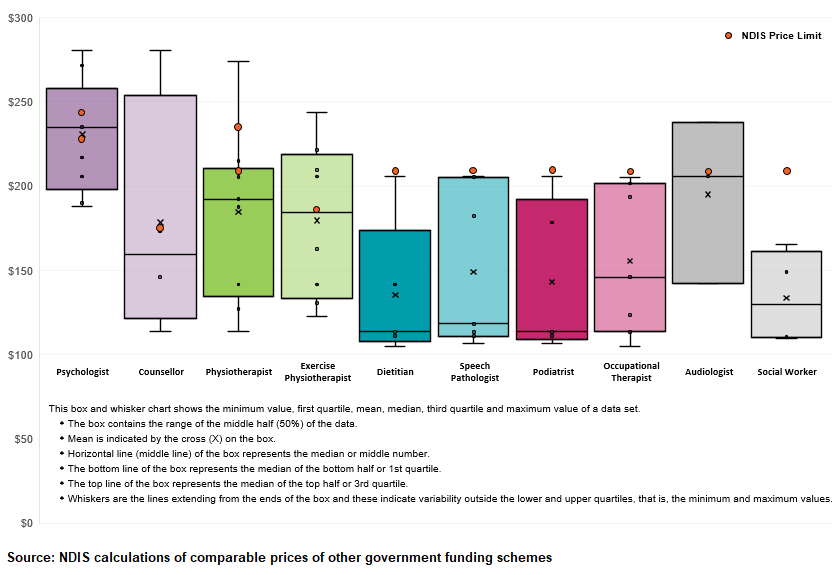 $300
NDIS Price Limit
$250
$200
$150
$100
Psychologist
Counsellor
Physiotherapist
Exercise
Physiotherapist
Dietitian
Speech
Pathologist
Podiatrist
Occupational
Therapist
Audiologist
Social Worker
This box and whisker chart shows the minimum value, first quartile, mean, median, third quartile and maximum value of a data set.
• The box contains the range of the middle half (50%) of the data.
• Mean is indicated by the cross (X) on the box.
$50
• Horizontal line (middle line) of the box represents the median or middle number.
• The bottom line of the box represents the median of the bottom half or 1st quartile.
• The top line of the box represents the median of the top half or 3rd quartile.
• Whiskers are the lines extending from the ends of the box and these indicate variability outside the lower and upper quartiles, that is, the minimum and maximum values.
$0
Source: NDIS calculations of comparable prices of other government funding schemes